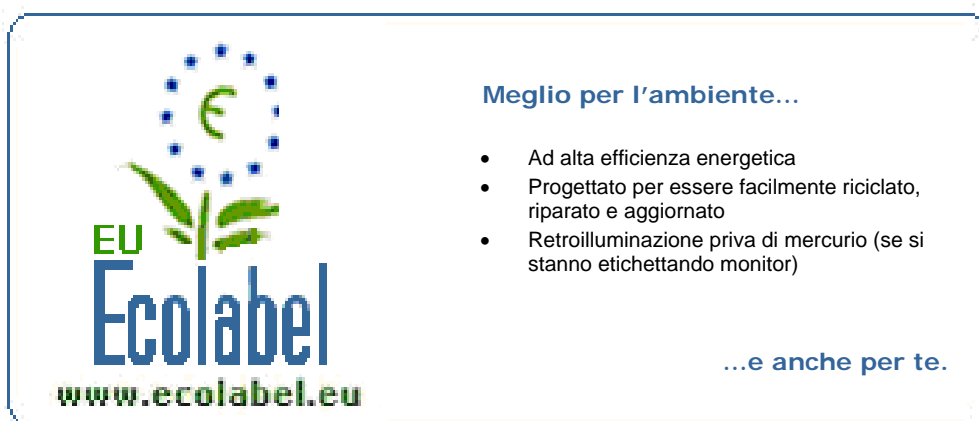 EU
Ecolabel
www.ecolabel.eu
Meglio per l'ambiente...
• Ad alta efficienza energetica
• Progettato per essere facilmente riciclato,
riparato e aggiornato
• Retroilluminazione priva di mercurio (se si
stanno etichettando monitor)
...e anche per te.